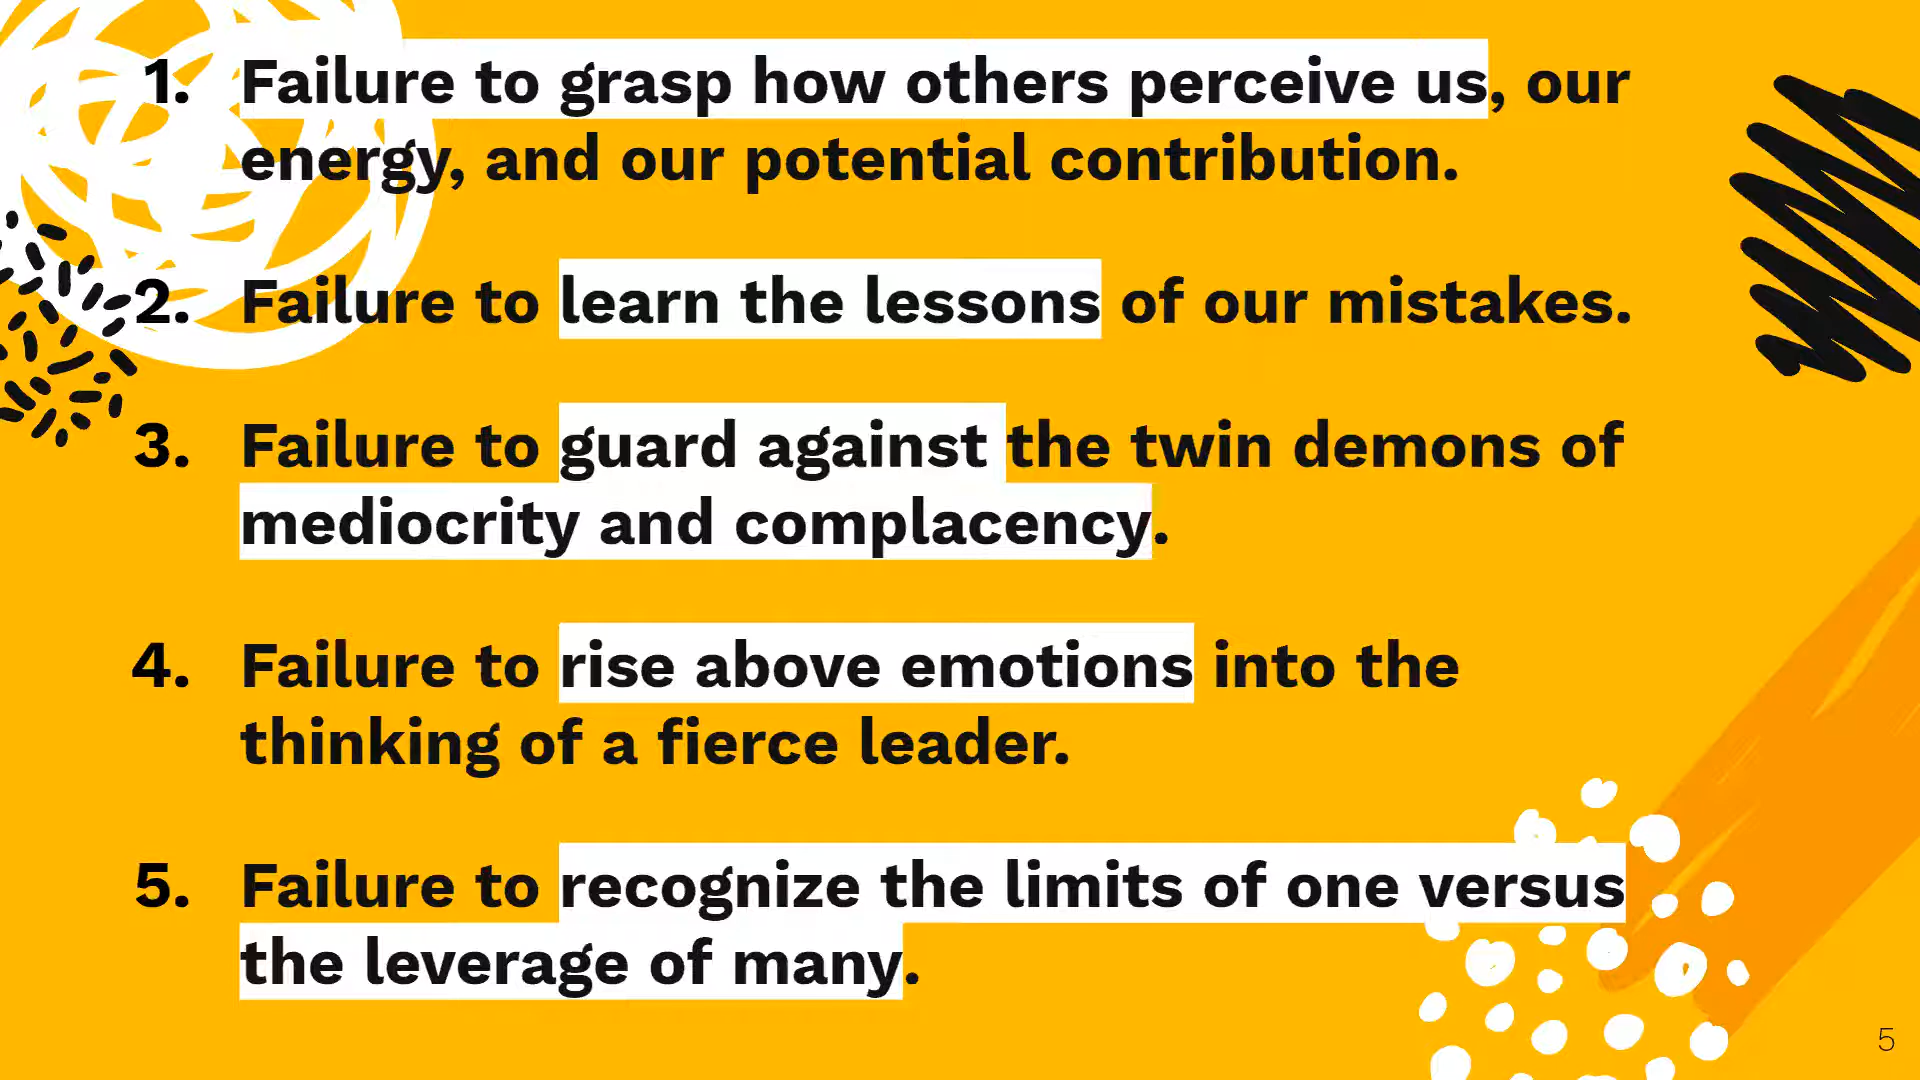 1. Failure to grasp how others perceive us, our
energy, and our potential contribution.
2. Failure to learn the lessons of our mistakes.
3. Failure to guard against the twin demons of
mediocrity and complacency.
4. Failure to rise above emotions into the
thinking of a fierce leader.
5. Failure to recognize the limits of one versus
the leverage of many.
5